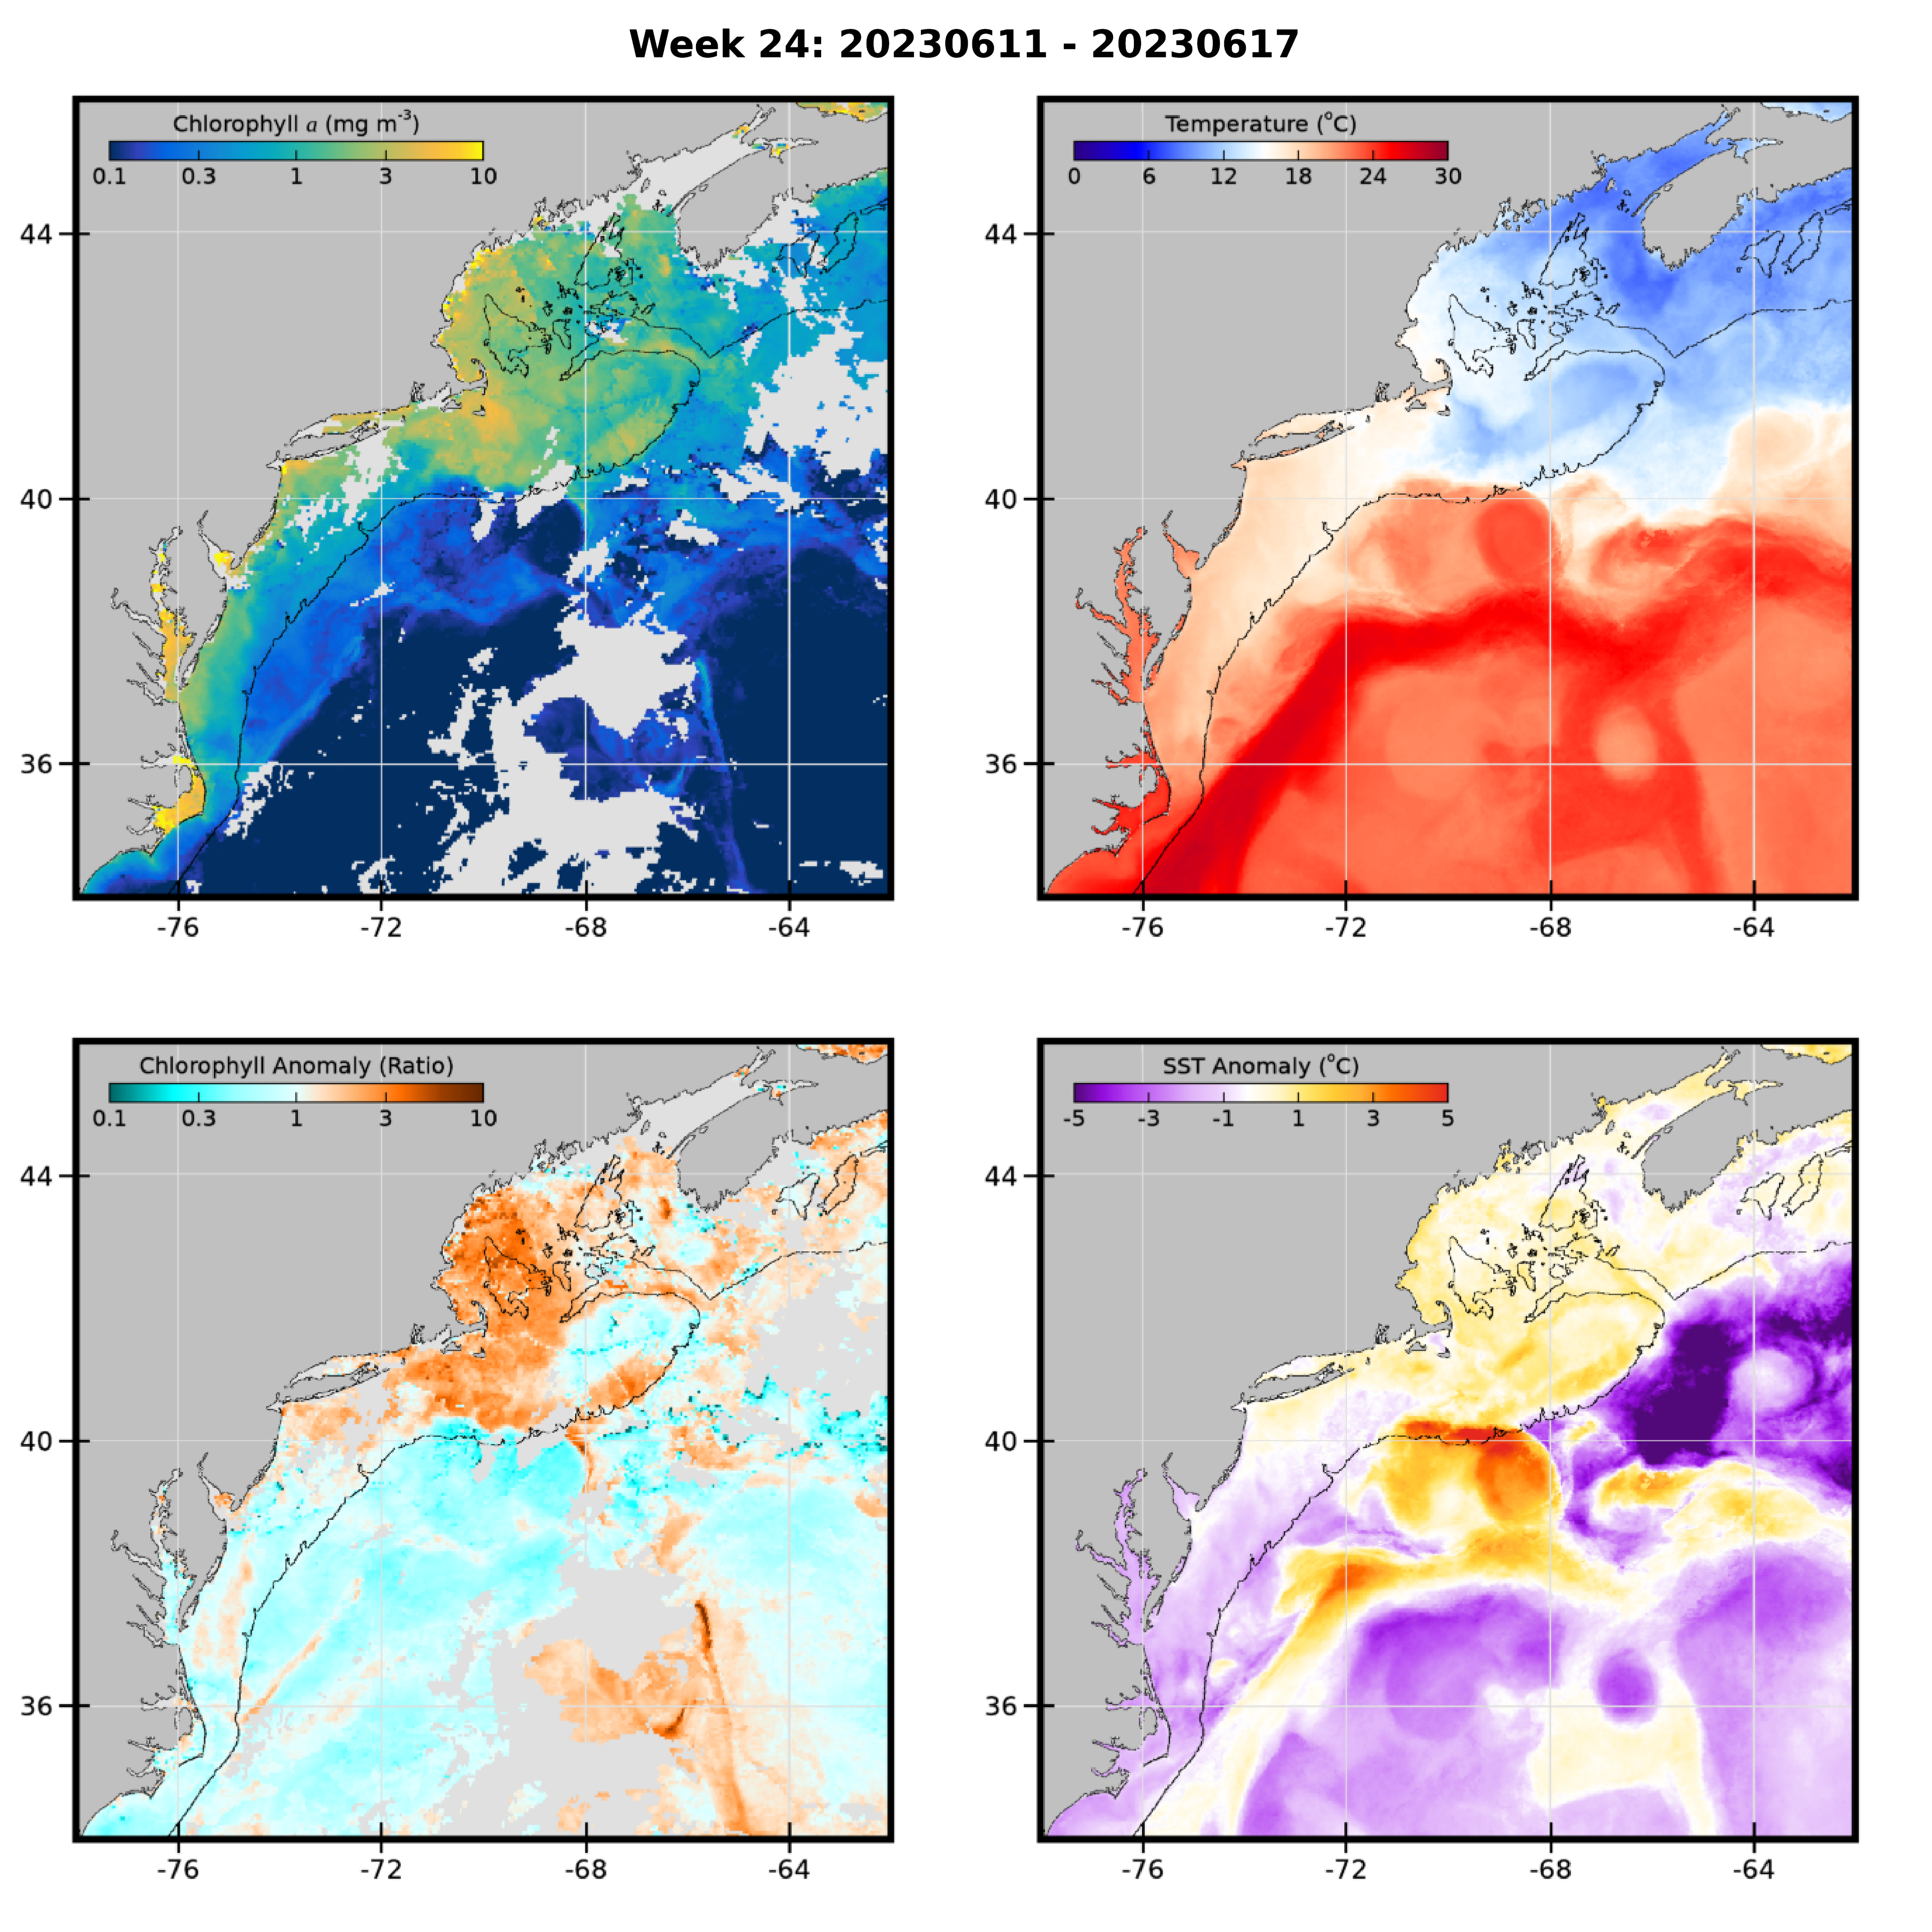 Week 24: 20230611 - 20230617
Chlorophyll a (mg m-3)
0.1 0.3 1 3 10
44
40
36
-76 -72 -68 -64
Temperature (oC)
0 6 12 18 24 30
44
40
36
-76 -72 -68 -64
Chlorophyll Anomaly (Ratio)
0.1 0.3 1 3 10
44
40
36
-76 -72 -68 -64
SST Anomaly (oC)
-5 -3 -1 1 3 5
44
40
36
-76 -72 -68 -64